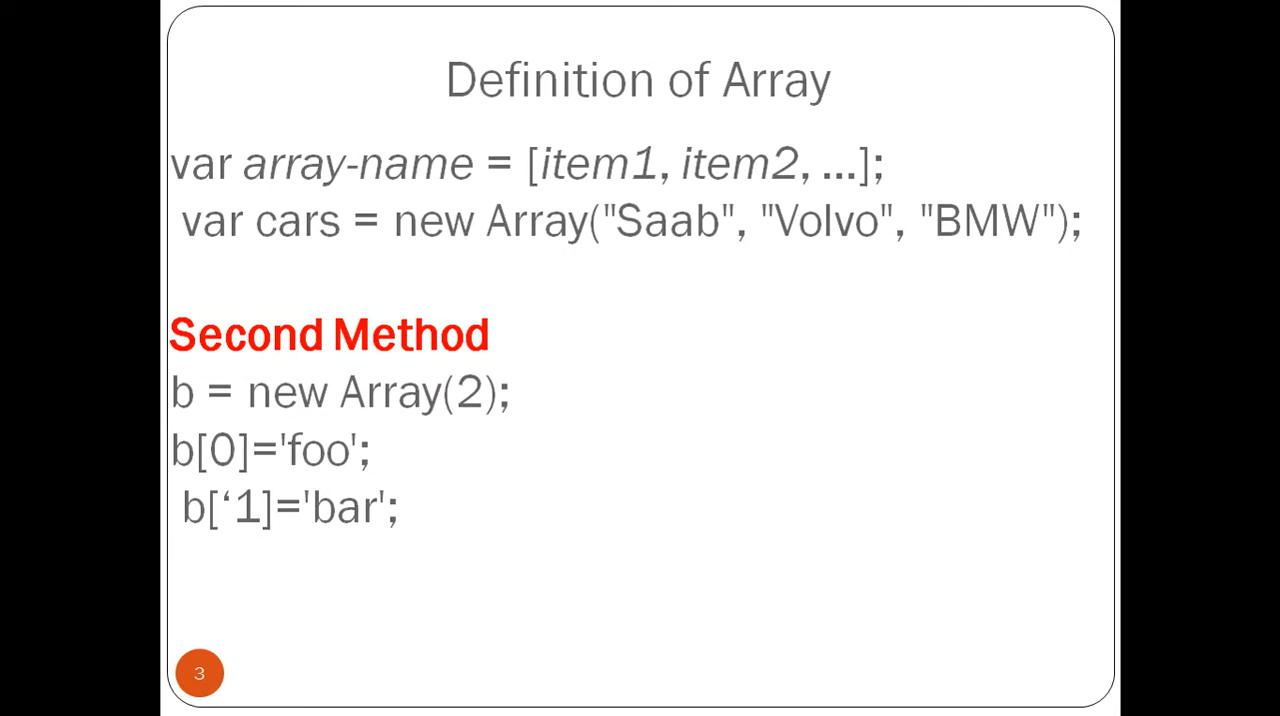 Definition of Array
var array-name = [item1, item2, ...];
var cars = new Array("Saab", "Volvo", "BMW");
Second Method
b = new Array(2);
b[0]='foo';
b[‘1]='bar';
3